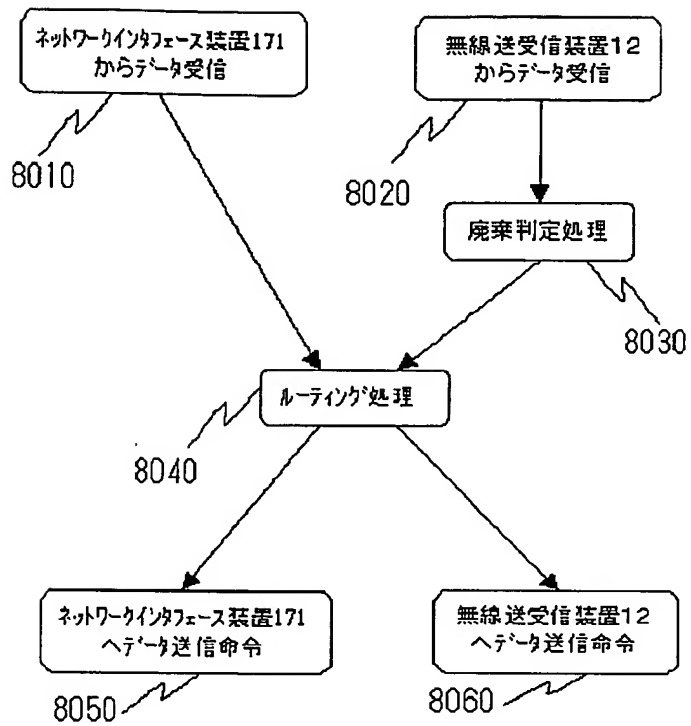 ネットワークインタフェース装置171
からデータ受信
無線送受信装置12
からデータ受信
8010
8020
廃棄判定処理
8030
ルーティング処理
8040
ネットワークインタフェース装置171
へデータ送信命令
無線送受信装置12
へデータ送信命令
8050
8060